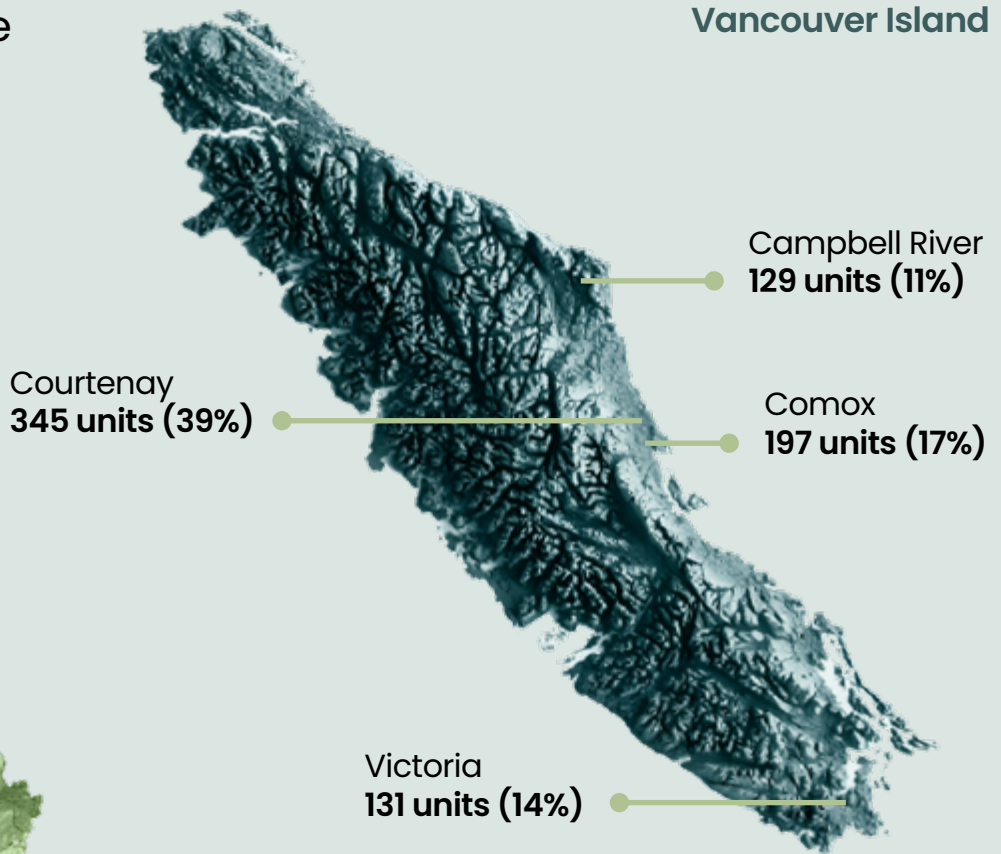 e
Vancouver Island
Campbell River
129 units (11%)
Courtenay
345 units (39%)
Comox
197 units (17%)
Victoria
131 units (14%)